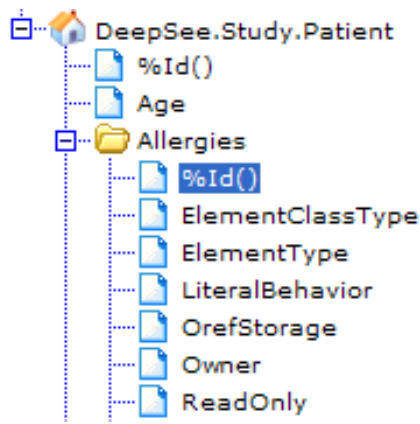 DeepSee.Study.Patient
%Id()
Age
Allergies
%Id()
ElementClassType
ElementType
LiteralBehavior
OrefStorage
Owner
ReadOnly